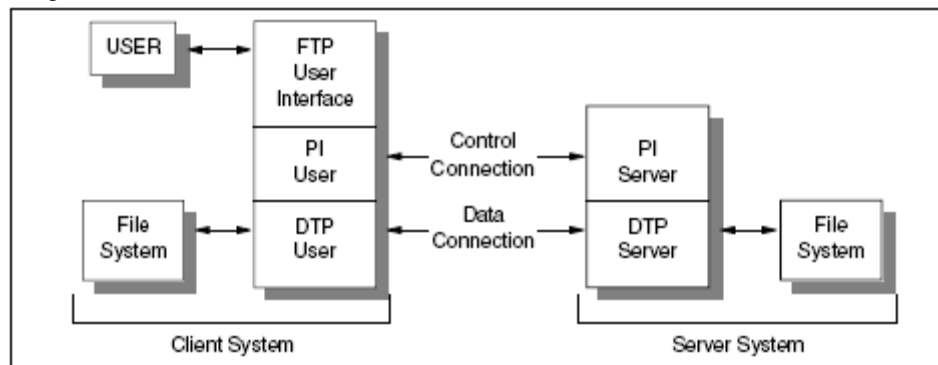 USER
FTP
User
Interface
PI
User
DTP
User
File
System
Control
Connection
Data
Connection
PI
Server
DTP
Server
File
System
Client System
Server System